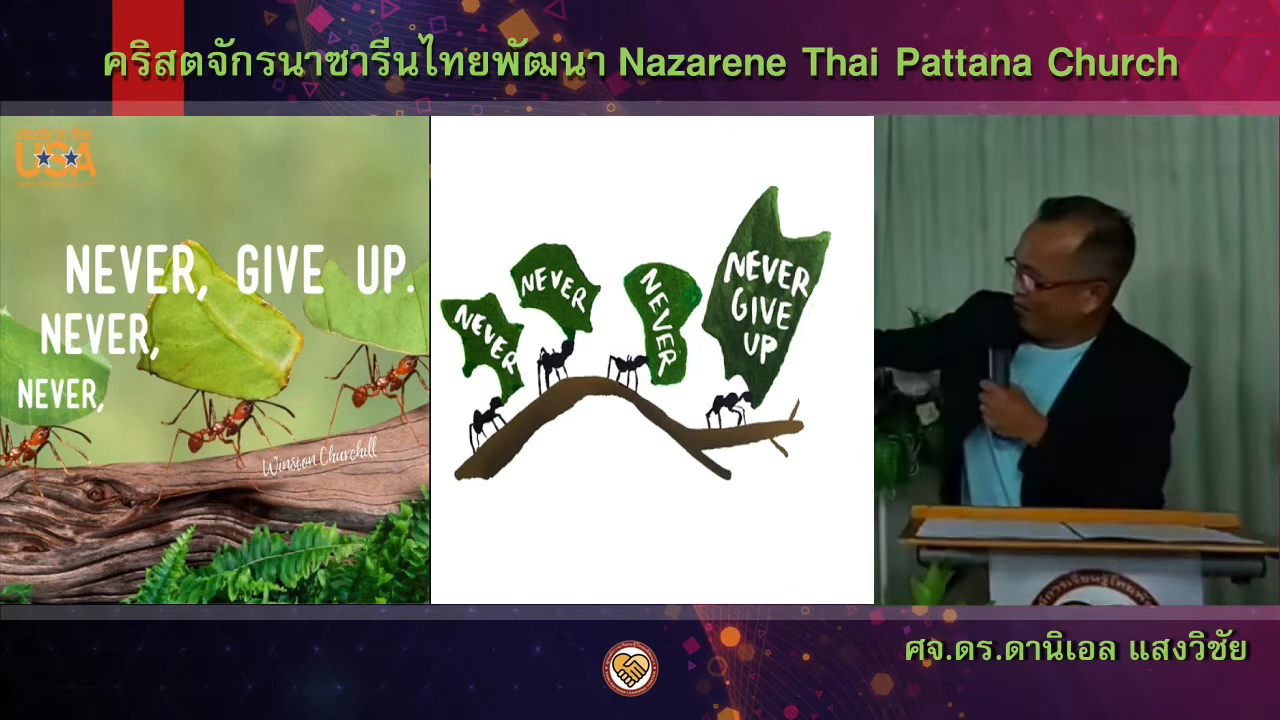 คริสตจักรนาซารีนไทยพัฒนา Nazarene Thai Pattana Church
USA
NEVER, GIVE UP.
NEVER,
NEVER,
Winston Churchill
NEVER
NEVER
NEVER
NEVER
GIVE
UP
ศจ.ดร.ดานิเอล แสงวิชัย